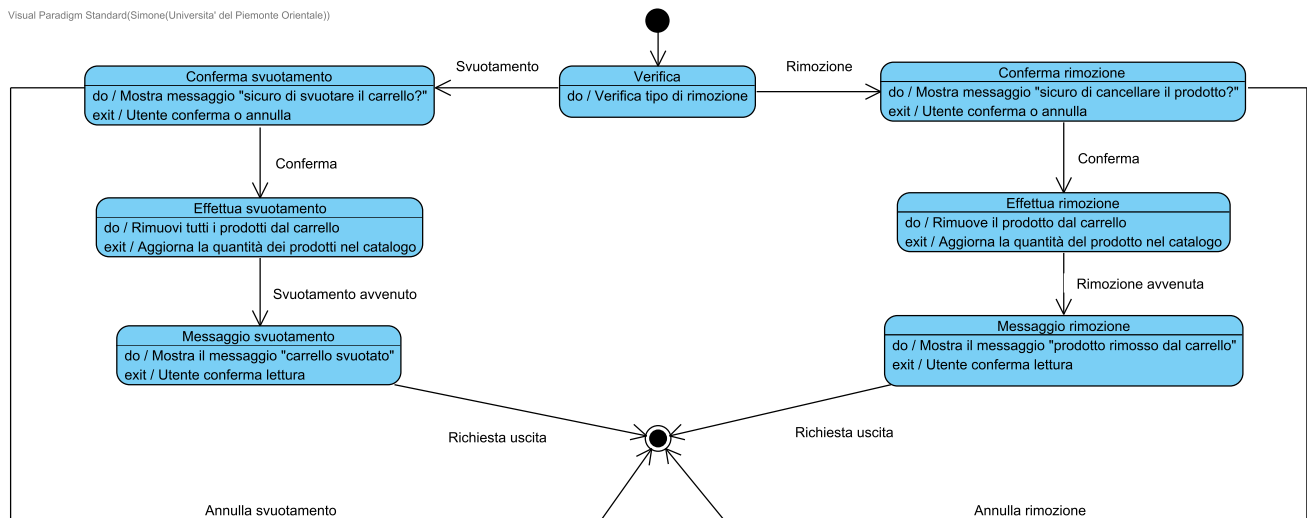 Visual Paradigm Standard(Simone(Universita' del Piemonte Orientale))
Conferma svuotamento
do / Mostra messaggio "sicuro di svuotare il carrello?"
exit / Utente conferma o annulla
Svuotamento
Verifica
do / Verifica tipo di rimozione
Rimozione
Conferma rimozione
do / Mostra messaggio "sicuro di cancellare il prodotto?"
exit / Utente conferma o annulla
Conferma
Conferma
Effettua svuotamento
do / Rimuovi tutti i prodotti dal carrello
exit / Aggiorna la quantità dei prodotti nel catalogo
Effettua rimozione
do / Rimuove il prodotto dal carrello
exit / Aggiorna la quantità del prodotto nel catalogo
Svuotamento avvenuto
Rimozione avvenuta
Messaggio svuotamento
do / Mostra il messaggio "carrello svuotato"
exit / Utente conferma lettura
Messaggio rimozione
do / Mostra il messaggio "prodotto rimosso dal carrello"
exit / Utente conferma lettura
Richiesta uscita
Richiesta uscita
Annulla svuotamento
Annulla rimozione